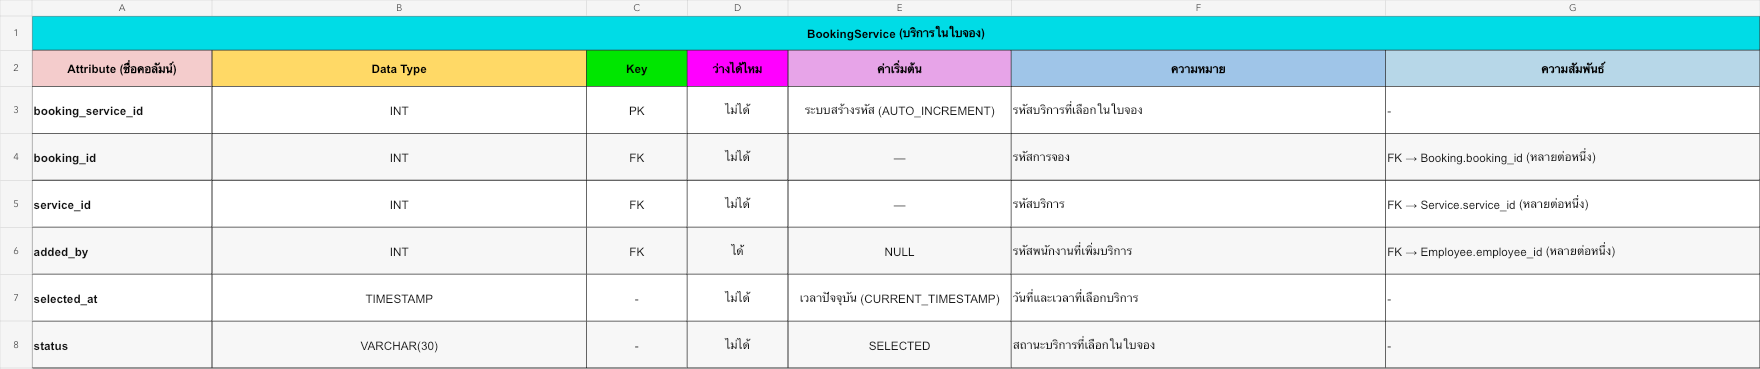 A B C D E F G
1 BookingService (บริการในใบจอง)
2 Attribute (ชื่อคอลัมน์) Data Type Key ว่างได้ไหม ค่าเริ่มต้น ความหมาย ความสัมพันธ์
3 booking_service_id INT PK ไม่ได้ ระบบสร้างรหัส (AUTO_INCREMENT) รหัสบริการที่เลือกในใบจอง -
4 booking_id INT FK ไม่ได้ — รหัสการจอง FK → Booking.booking_id (หลายต่อหนึ่ง)
5 service_id INT FK ไม่ได้ — รหัสบริการ FK → Service.service_id (หลายต่อหนึ่ง)
6 added_by INT FK ได้ NULL รหัสพนักงานที่เพิ่มบริการ FK → Employee.employee_id (หลายต่อหนึ่ง)
7 selected_at TIMESTAMP - ไม่ได้ เวลาปัจจุบัน (CURRENT_TIMESTAMP) วันที่และเวลาที่เลือกบริการ -
8 status VARCHAR(30) - ไม่ได้ SELECTED สถานะบริการที่เลือกในใบจอง -